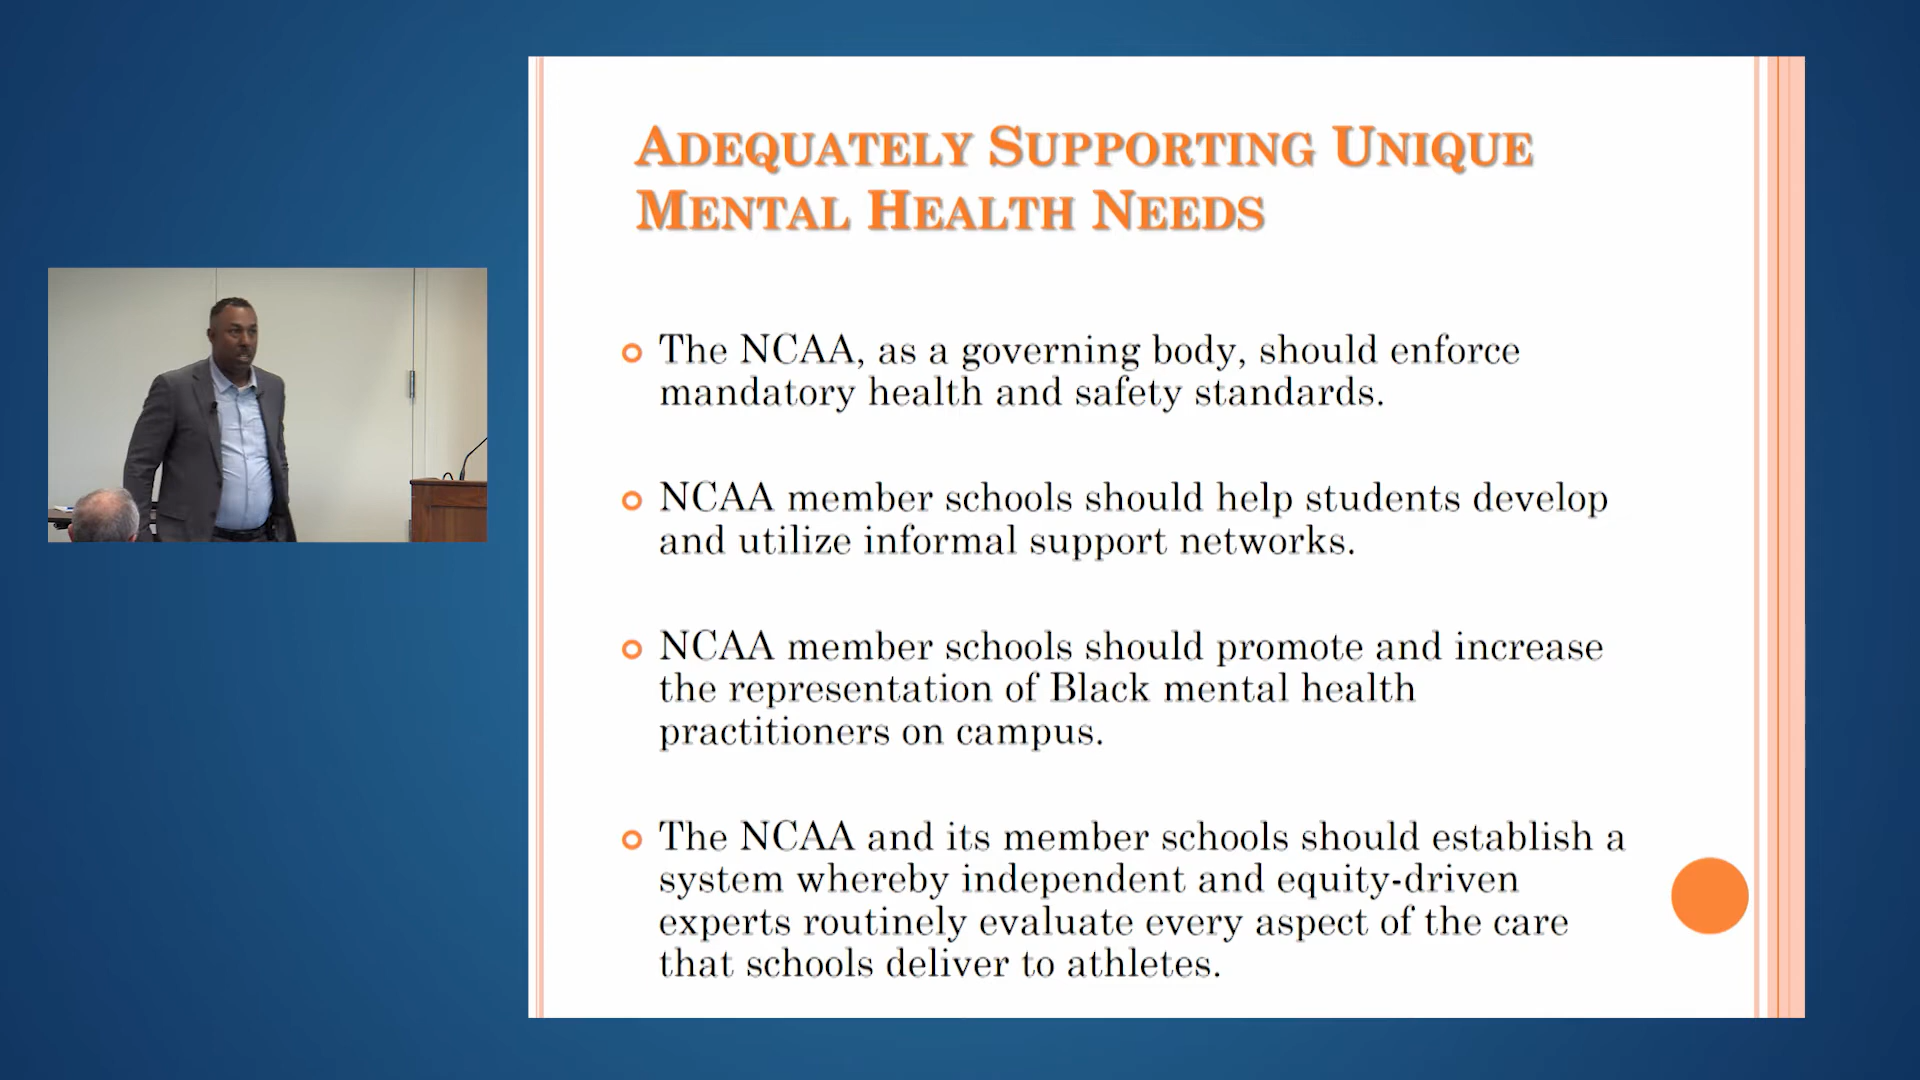 ADEQUATELY SUPPORTING UNIQUE
MENTAL HEALTH NEEDS
The NCAA, as a governing body, should enforce
mandatory health and safety standards.
NCAA member schools should help students develop
and utilize informal support networks.
NCAA member schools should promote and increase
the representation of Black mental health
practitioners on campus.
The NCAA and its member schools should establish a
system whereby independent and equity-driven
experts routinely evaluate every aspect of the care
that schools deliver to athletes.